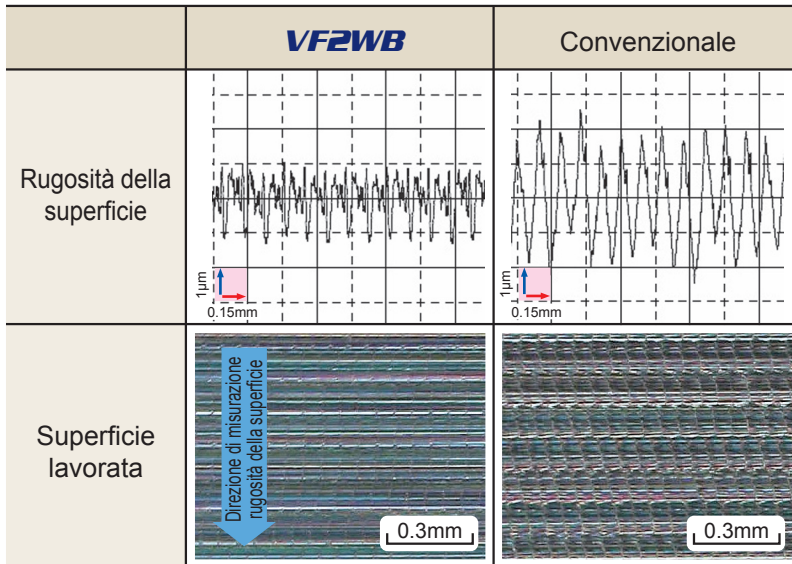 VF2WB
Convenzionale
Rugosità della
superficie
1µm
0.15mm
1µm
0.15mm
Superficie
lavorata
Direzione di misurazione
rugosità della superficie
0.3mm
0.3mm